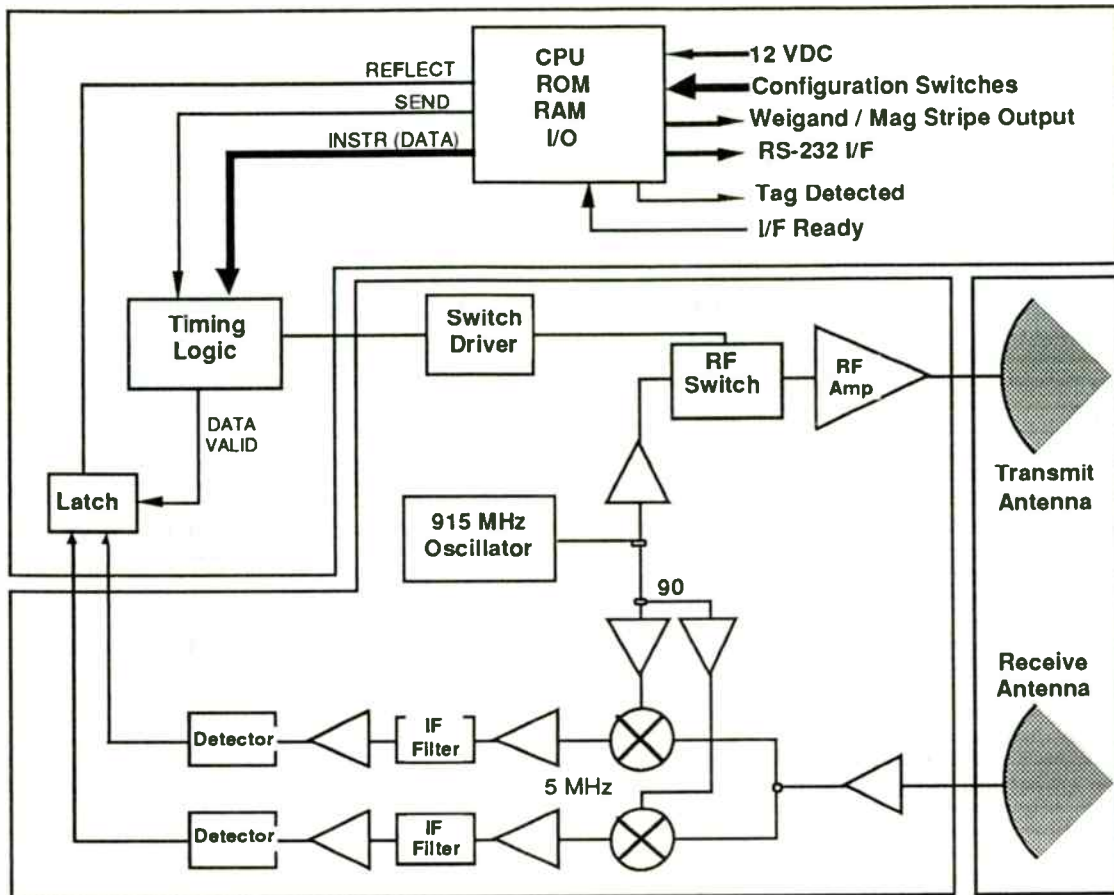 CPU
ROM
RAM
I/O
REFLECT
SEND
INSTR (DATA)
12 VDC
Configuration Switches
Weigand / Mag Stripe Output
RS-232 I/F
Tag Detected
I/F Ready
Timing
Logic
Switch
Driver
RF
Switch
RF
Amp
DATA
VALID
Latch
915 MHz
Oscillator
Transmit
Antenna
90
Receive
Antenna
Detector
IF
Filter
5 MHz
Detector
IF
Filter